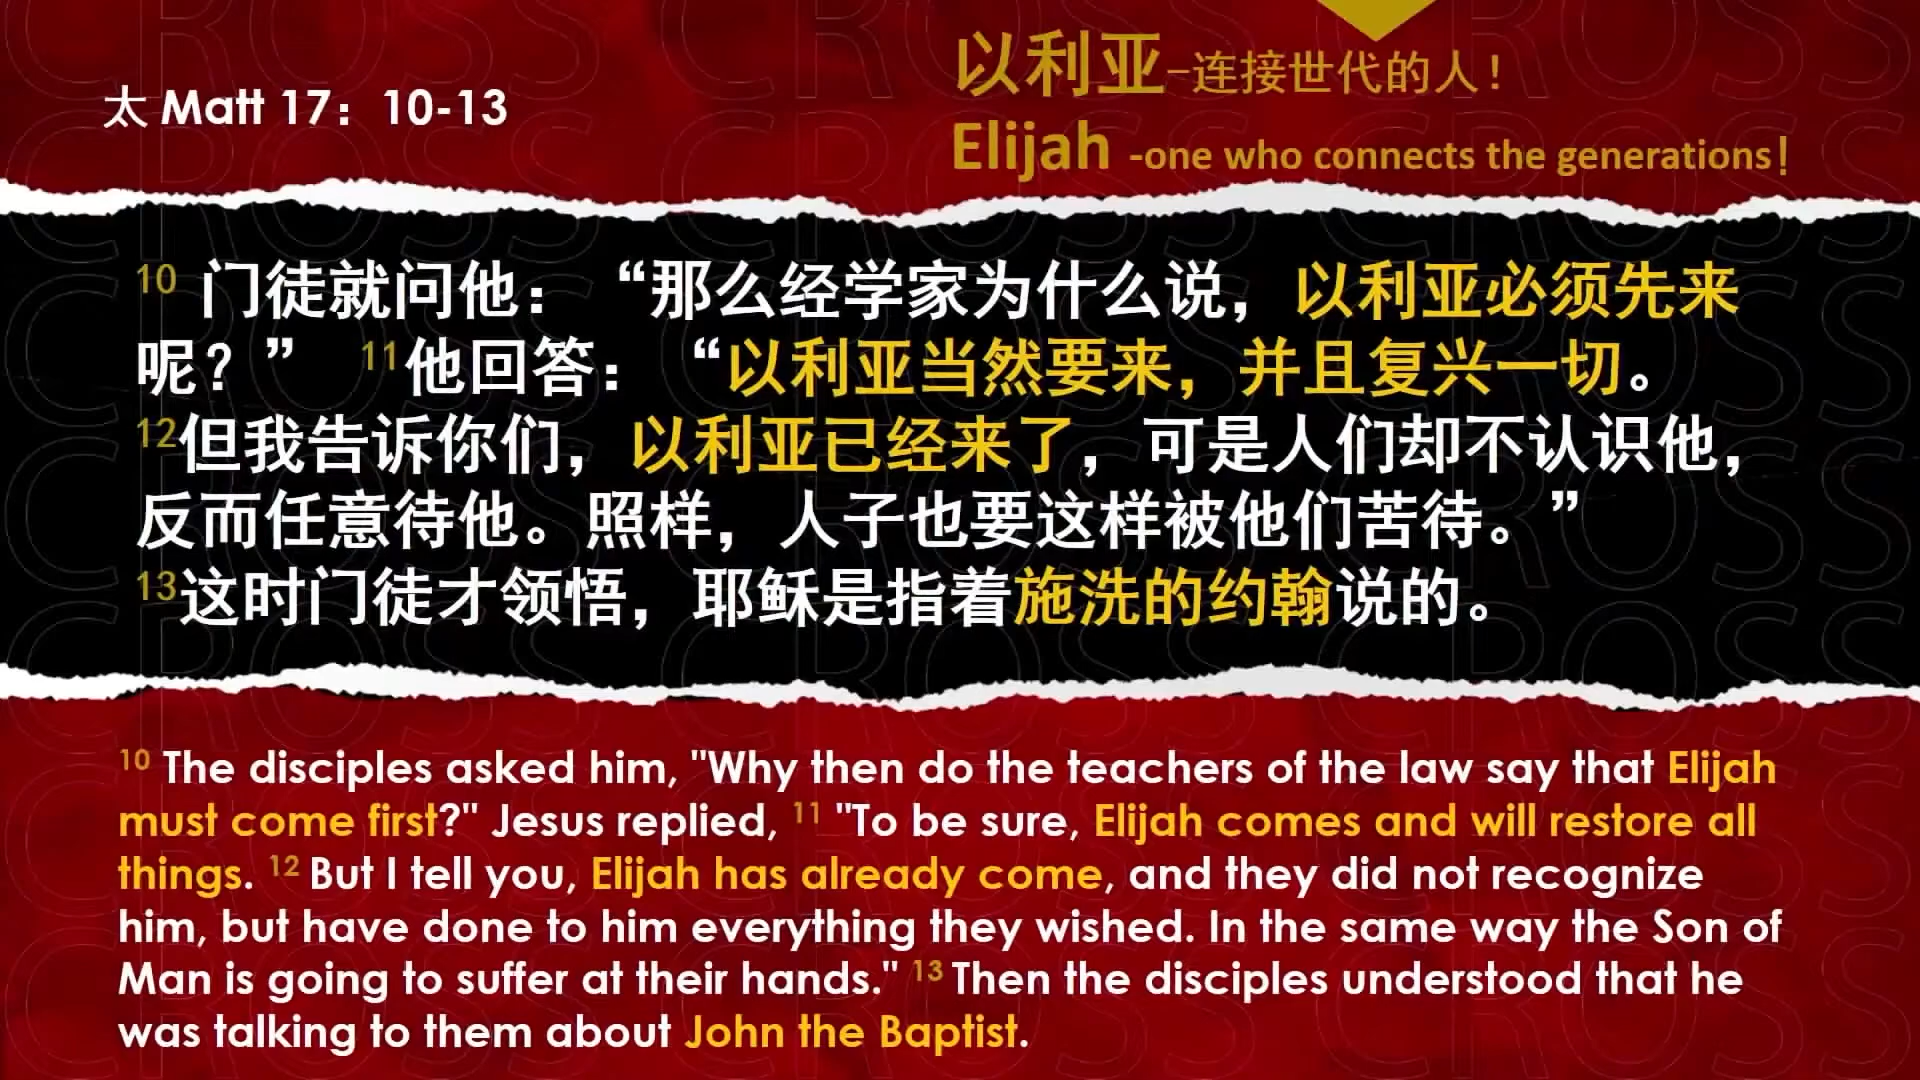 太 Matt 17：10-13
以利亚-连接世代的人！
Elijah -one who connects the generations！
10 门徒就问他：“那么经学家为什么说，以利亚必须先来
呢？” 11他回答：“以利亚当然要来，并且复兴一切。
12但我告诉你们，以利亚已经来了，可是人们却不认识他，
反而任意待他。照样，人子也要这样被他们苦待。”
13这时门徒才领悟，耶稣是指着施洗的约翰说的。
10 The disciples asked him, "Why then do the teachers of the law say that Elijah
must come first?" Jesus replied, 11 "To be sure, Elijah comes and will restore all
things. 12 But I tell you, Elijah has already come, and they did not recognize
him, but have done to him everything they wished. In the same way the Son of
Man is going to suffer at their hands." 13 Then the disciples understood that he
was talking to them about John the Baptist.